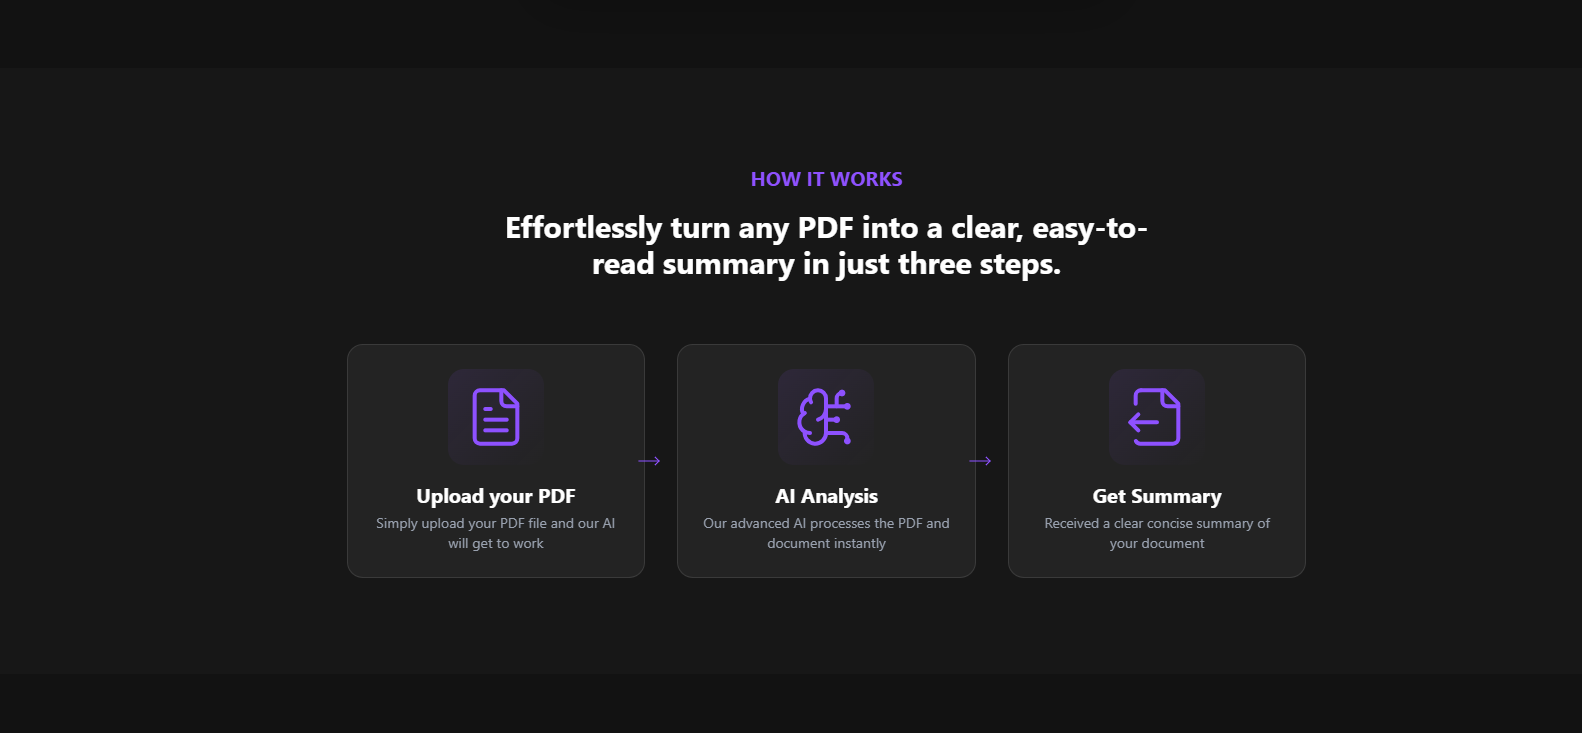 HOW IT WORKS
Effortlessly turn any PDF into a clear, easy-to-
read summary in just three steps.
Upload your PDF
Simply upload your PDF file and our AI
will get to work
AI Analysis
Our advanced AI processes the PDF and
document instantly
Get Summary
Received a clear concise summary of
your document